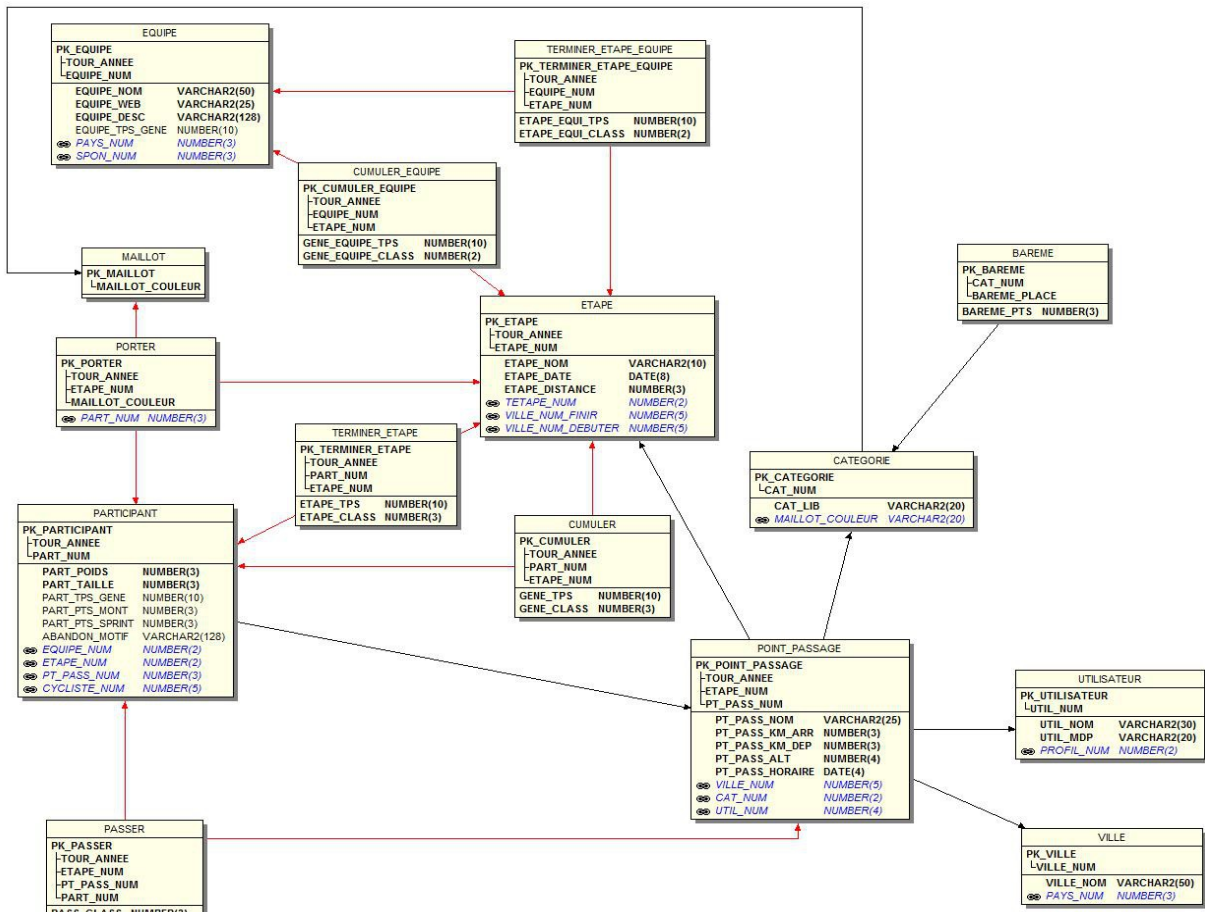 EQUIPE
PK_EQUIPE
TOUR_ANNEE
EQUIPE_NUM
EQUIPE_NOM VARCHAR2(50)
EQUIPE_WEB VARCHAR2(25)
EQUIPE_DESC VARCHAR2(128)
EQUIPE_TPS_GENE NUMBER(10)
PAYS_NUM NUMBER(3)
SPON_NUM NUMBER(3)
TERMINER_ETAPE_EQUIPE
PK_TERMINER_ETAPE_EQUIPE
TOUR_ANNEE
EQUIPE_NUM
ETAPE_NUM
ETAPE_EQUI_TPS NUMBER(10)
ETAPE_EQUI_CLASS NUMBER(2)
CUMULER_EQUIPE
PK_CUMULER_EQUIPE
TOUR_ANNEE
EQUIPE_NUM
ETAPE_NUM
GENE_EQUIPE_TPS NUMBER(10)
GENE_EQUIPE_CLASS NUMBER(2)
MAILLOT
PK_MAILLOT
MAILLOT_COULEUR
BAREME
PK_BAREME
CAT_NUM
BAREME_PLACE
BAREME_PTS NUMBER(3)
ETAPE
PK_ETAPE
TOUR_ANNEE
ETAPE_NUM
ETAPE_NOM VARCHAR2(10)
ETAPE_DATE DATE(8)
ETAPE_DISTANCE NUMBER(3)
TETAPE_NUM NUMBER(2)
VILLE_NUM_FINIR NUMBER(5)
VILLE_NUM_DEBUTER NUMBER(5)
PORTER
PK_PORTER
TOUR_ANNEE
ETAPE_NUM
MAILLOT_COULEUR
PART_NUM NUMBER(3)
TERMINER_ETAPE
PK_TERMINER_ETAPE
TOUR_ANNEE
PART_NUM
ETAPE_NUM
ETAPE_TPS NUMBER(10)
ETAPE_CLASS NUMBER(3)
CATEGORIE
PK_CATEGORIE
CAT_NUM
CAT_LIB VARCHAR2(20)
MAILLOT_COULEUR VARCHAR2(20)
PARTICIPANT
PK_PARTICIPANT
TOUR_ANNEE
PART_NUM
PART_POIDS NUMBER(3)
PART_TAILLE NUMBER(3)
PART_TPS_GENE NUMBER(10)
PART_PTS_MONT NUMBER(3)
PART_PTS_SPRINT NUMBER(3)
ABANDON_MOTIF VARCHAR2(128)
EQUIPE_NUM NUMBER(2)
ETAPE_NUM NUMBER(2)
PT_PASS_NUM NUMBER(3)
CYCLISTE_NUM NUMBER(5)
CUMULER
PK_CUMULER
TOUR_ANNEE
PART_NUM
ETAPE_NUM
GENE_TPS NUMBER(10)
GENE_CLASS NUMBER(3)
POINT_PASSAGE
PK_POINT_PASSAGE
TOUR_ANNEE
ETAPE_NUM
PT_PASS_NUM
PT_PASS_NOM VARCHAR2(25)
PT_PASS_KM_ARR NUMBER(3)
PT_PASS_KM_DEP NUMBER(3)
PT_PASS_ALT NUMBER(4)
PT_PASS_HORAIRE DATE(4)
VILLE_NUM NUMBER(5)
CAT_NUM NUMBER(2)
UTIL_NUM NUMBER(4)
UTILISATEUR
PK_UTILISATEUR
UTIL_NUM
UTIL_NOM VARCHAR2(30)
UTIL_MDP VARCHAR2(20)
PROFIL_NUM NUMBER(2)
PASSER
PK_PASSER
TOUR_ANNEE
ETAPE_NUM
PT_PASS_NUM
PART_NUM
VILLE
PK_VILLE
VILLE_NUM
VILLE_NOM VARCHAR2(50)
PAYS_NUM NUMBER(3)